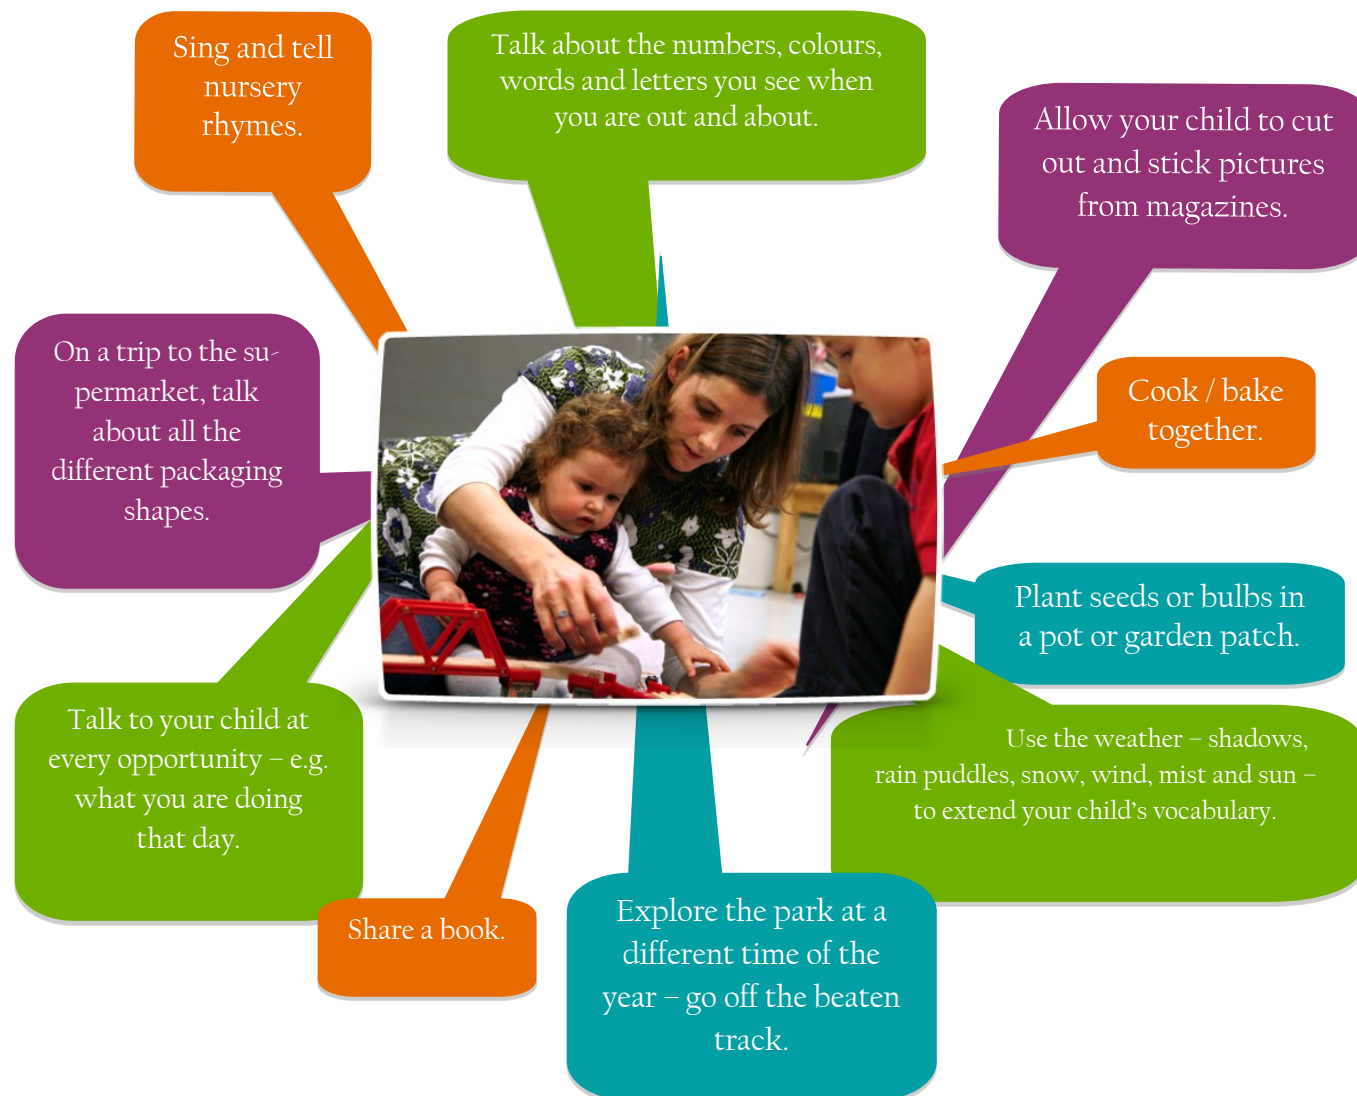 Sing and tell
nursery
rhymes.
Talk about the numbers, colours,
words and letters you see when
you are out and about.
Allow your child to cut
out and stick pictures
from magazines.
On a trip to the su-
permarket, talk
about all the
different packaging
shapes.
Cook / bake
together.
Plant seeds or bulbs in
a pot or garden patch.
Talk to your child at
every opportunity – e.g.
what you are doing
that day.
Use the weather – shadows,
rain puddles, snow, wind, mist and sun –
to extend your child’s vocabulary.
Share a book.
Explore the park at a
different time of the
year – go off the beaten
track.